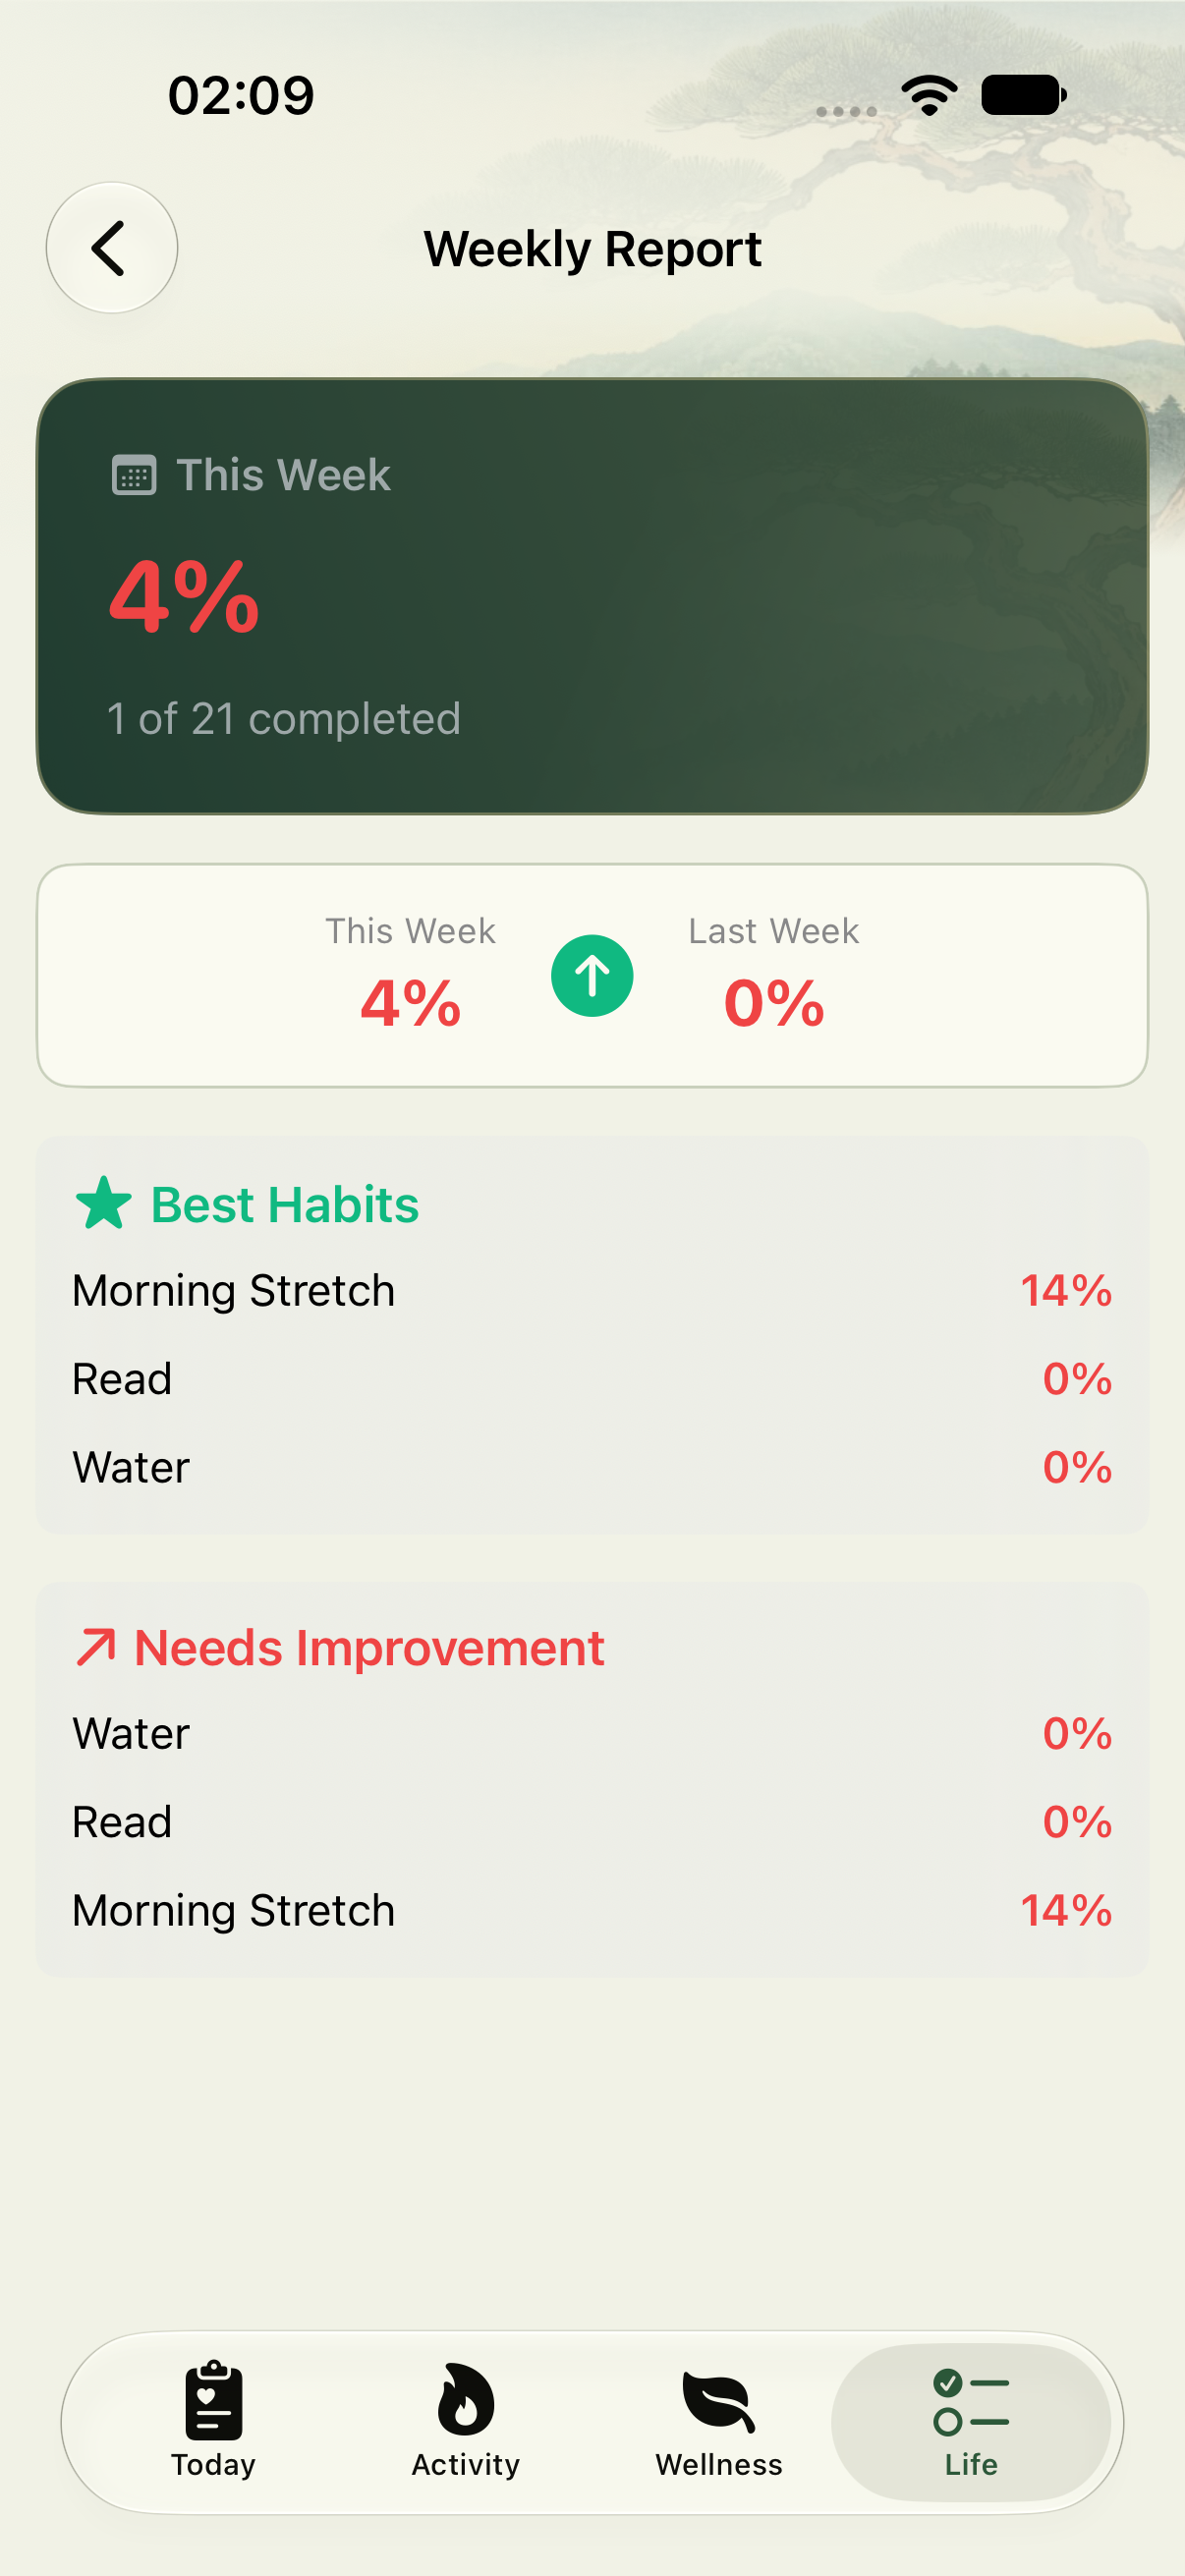 02:09
Weekly Report
This Week
4%
1 of 21 completed
This Week
Last Week
4%
0%
Best Habits
Morning Stretch 14%
Read 0%
Water 0%
Needs Improvement
Water 0%
Read 0%
Morning Stretch 14%
Today Activity Wellness Life